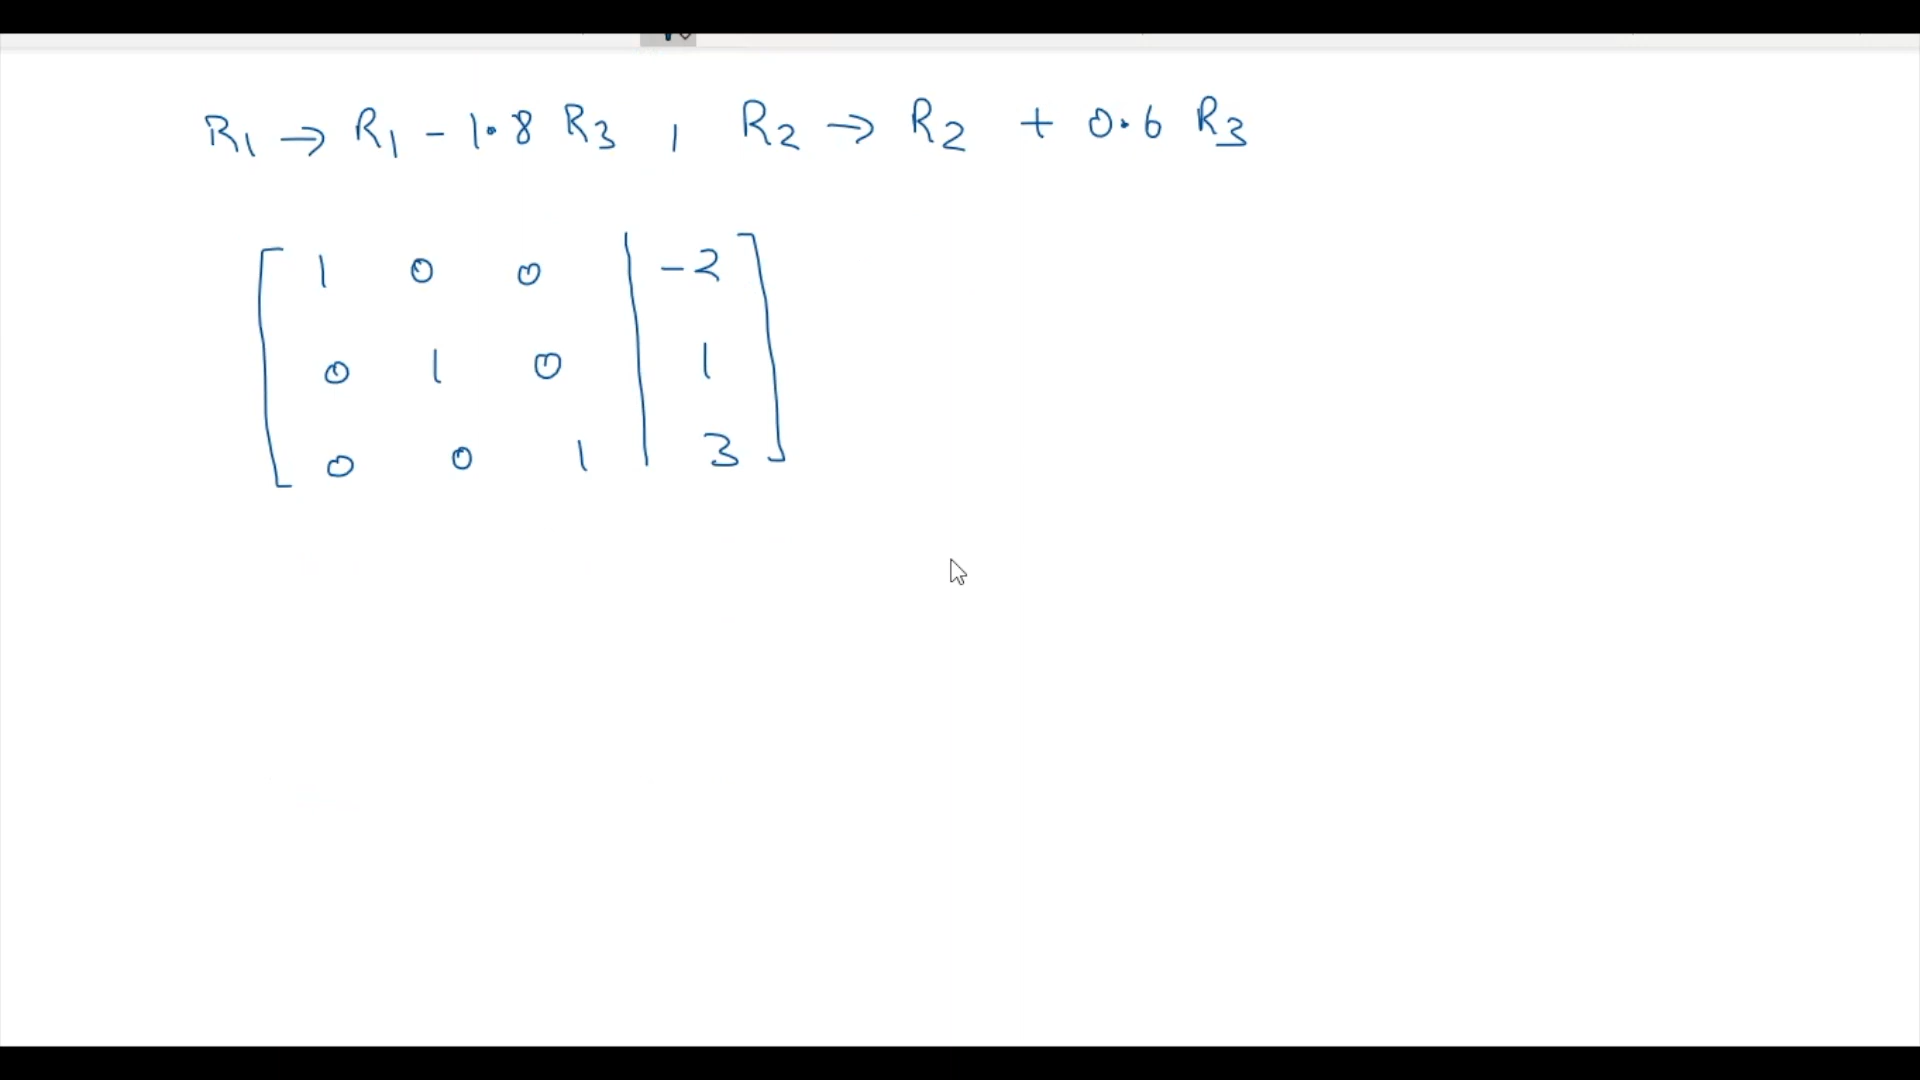 R1 → R1 - 1.8 R3 , R2 → R2 + 0.6 R3
[ 1 0 0 | -2 ]
[ 0 1 0 | 1 ]
[ 0 0 1 | 3 ]